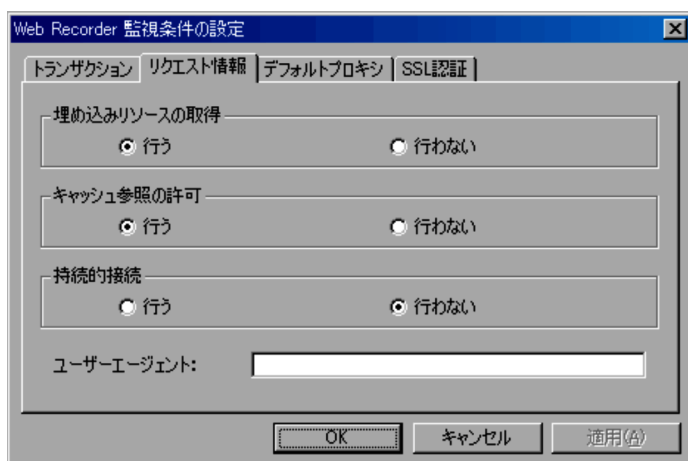 Web Recorder 監視条件の設定
トランザクション リクエスト情報 デフォルトプロキシ SSL認証
埋め込みリソースの取得
行う 行わない
キャッシュ参照の許可
行う 行わない
持続的接続
行う 行わない
ユーザーエージェント:
OK キャンセル 適用(A)